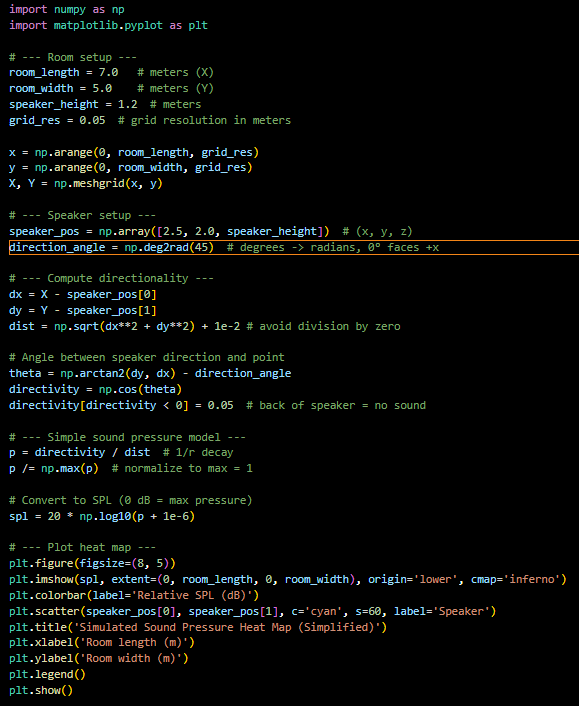 import numpy as np
import matplotlib.pyplot as plt
# --- Room setup ---
room_length = 7.0   # meters (X)
room_width = 5.0    # meters (Y)
speaker_height = 1.2  # meters
grid_res = 0.05  # grid resolution in meters
x = np.arange(0, room_length, grid_res)
y = np.arange(0, room_width, grid_res)
X, Y = np.meshgrid(x, y)
# --- Speaker setup ---
speaker_pos = np.array([2.5, 2.0, speaker_height])  # (x, y, z)
direction_angle = np.deg2rad(45)  # degrees -> radians, 0° faces +x
# --- Compute directionality ---
dx = X - speaker_pos[0]
dy = Y - speaker_pos[1]
dist = np.sqrt(dx**2 + dy**2) + 1e-2 # avoid division by zero
# Angle between speaker direction and point
theta = np.arctan2(dy, dx) - direction_angle
directivity = np.cos(theta)
directivity[directivity < 0] = 0.05  # back of speaker = no sound
# --- Simple sound pressure model ---
p = directivity / dist  # 1/r decay
p /= np.max(p)  # normalize to max = 1
# Convert to SPL (0 dB = max pressure)
spl = 20 * np.log10(p + 1e-6)
# --- Plot heat map ---
plt.figure(figsize=(8, 5))
plt.imshow(spl, extent=(0, room_length, 0, room_width), origin='lower', cmap='inferno')
plt.colorbar(label='Relative SPL (dB)')
plt.scatter(speaker_pos[0], speaker_pos[1], c='cyan', s=60, label='Speaker')
plt.title('Simulated Sound Pressure Heat Map (Simplified)')
plt.xlabel('Room length (m)')
plt.ylabel('Room width (m)')
plt.legend()
plt.show()